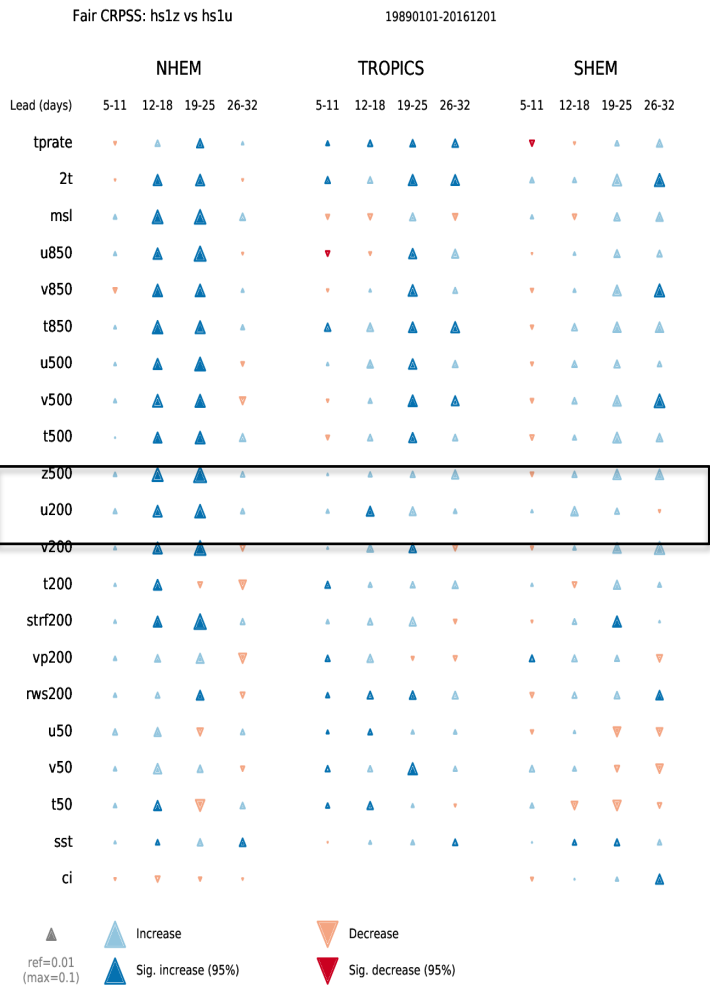 Fair CRPSS: hs1z vs hs1u 19890101-20161201
NHEM TROPICS SHEM
Lead (days) 5-11 12-18 19-25 26-32 5-11 12-18 19-25 26-32 5-11 12-18 19-25 26-32
tprate
2t
msl
u850
v850
t850
u500
v500
t500
z500
u200
v200
t200
strf200
vp200
rws200
u50
v50
t50
sst
ci
Increase Decrease
ref=0.01
(max=0.1)
Sig. increase (95%) Sig. decrease (95%)